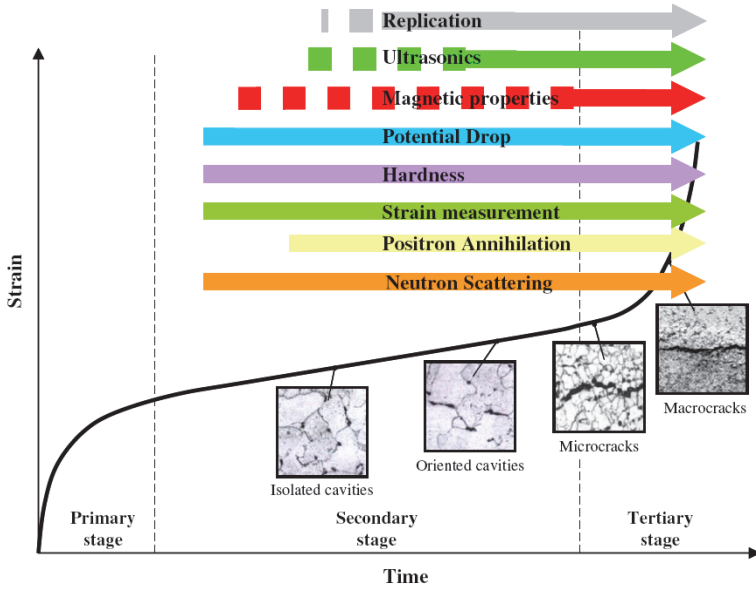 Replication
Ultrasonics
Magnetic properties
Potential Drop
Hardness
Strain measurement
Positron Annihilation
Neutron Scattering
Strain
Macrocracks
Microcracks
Oriented cavities
Isolated cavities
Primary
stage
Secondary
stage
Tertiary
stage
Time